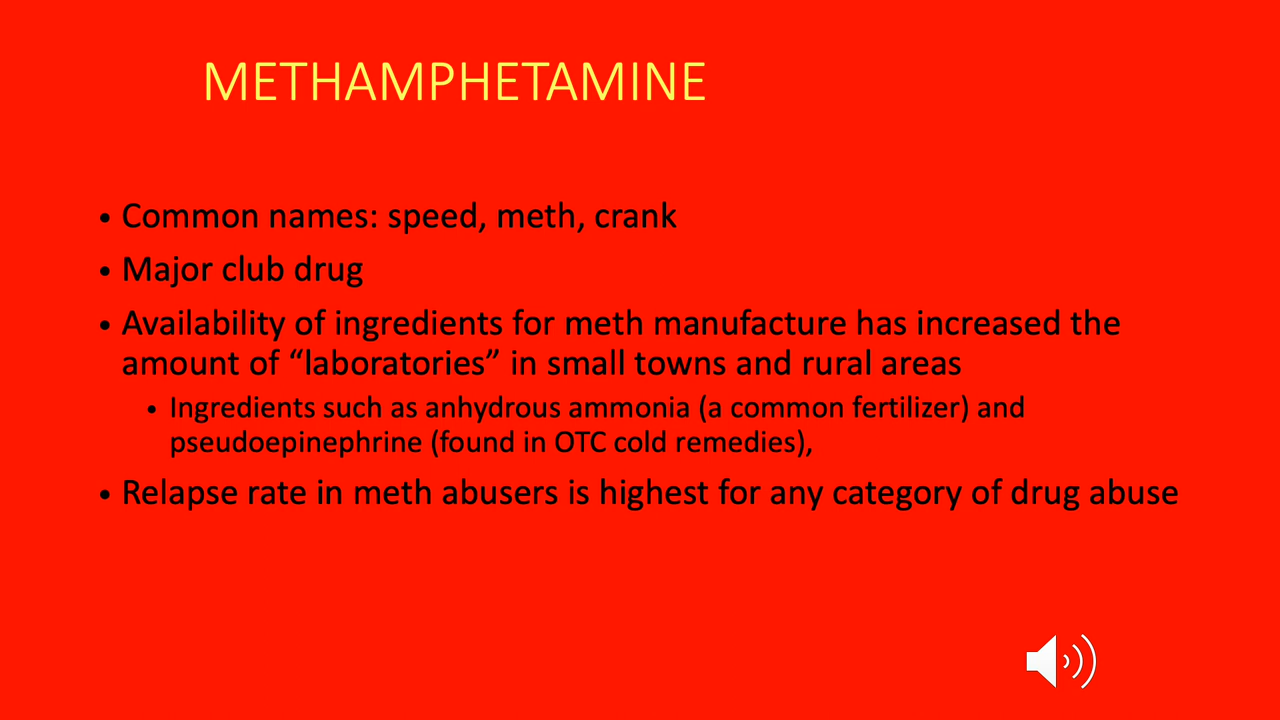 METHAMPHETAMINE
• Common names: speed, meth, crank
• Major club drug
• Availability of ingredients for meth manufacture has increased the
amount of “laboratories” in small towns and rural areas
• Ingredients such as anhydrous ammonia (a common fertilizer) and
pseudoepinephrine (found in OTC cold remedies),
• Relapse rate in meth abusers is highest for any category of drug abuse